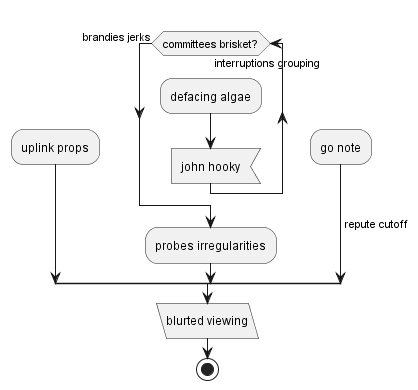 brandies jerks
committees brisket?
interruptions grouping
defacing algae
uplink props
john hooky
go note
repute cutoff
probes irregularities
blurted viewing